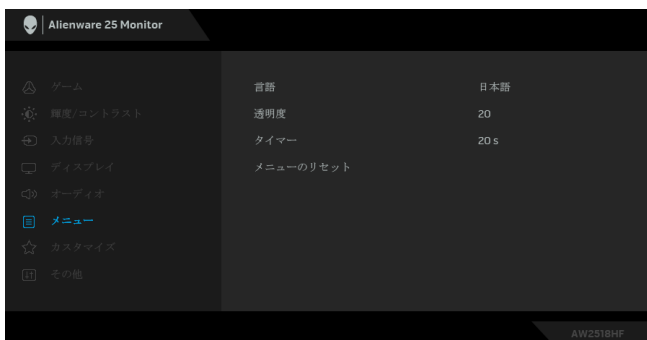 Alienware 25 Monitor
ゲーム
輝度/コントラスト
入力信号
ディスプレイ
オーディオ
メニュー
カスタマイズ
その他
言語 日本語
透明度 20
タイマー 20 s
メニューのリセット
AW2518HF